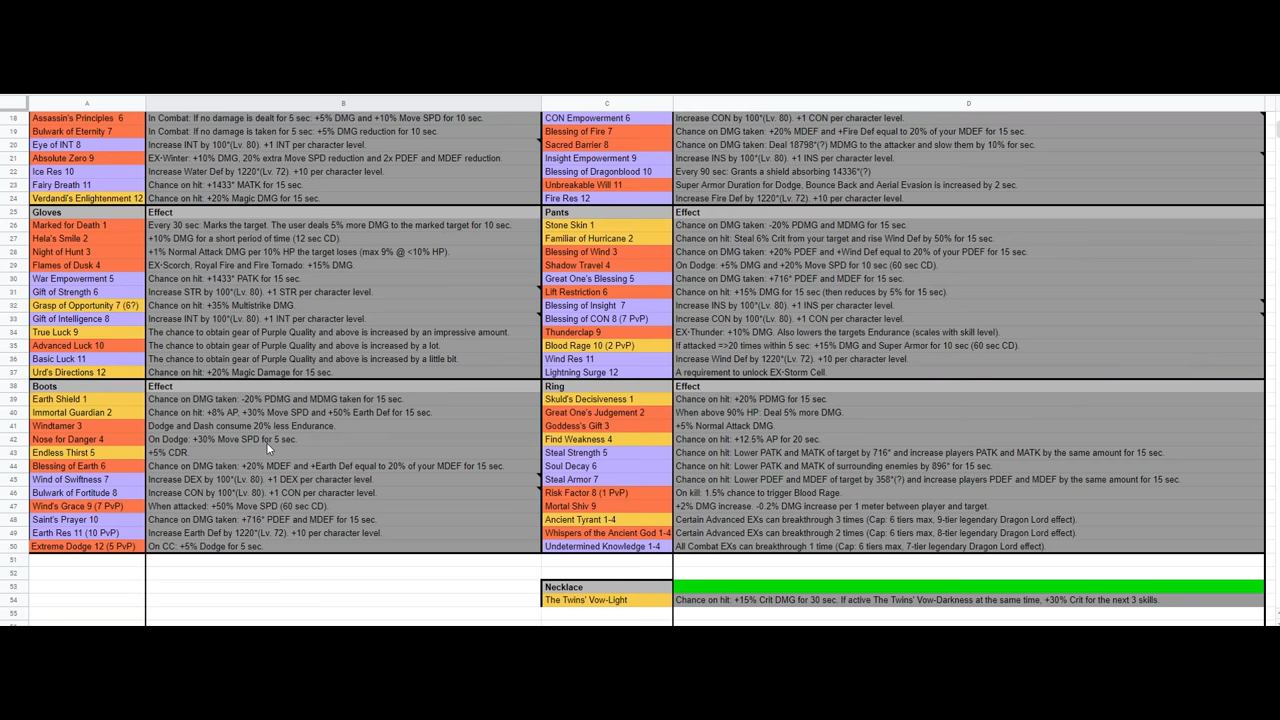 A B C D
18 Assassin's Principles 6 In Combat: If no damage is dealt for 5 sec: +5% DMG and +10% Move SPD for 10 sec. CON Empowerment 6 Increase CON by 100*(Lv. 80). +1 CON per character level.
19 Bulwark of Eternity 7 In Combat: If no damage is taken for 5 sec: +5% DMG reduction for 10 sec. Blessing of Fire 7 Chance on DMG taken: +20% MDEF and +Fire Def equal to 20% of your MDEF for 15 sec.
20 Eye of INT 8 Increase INT by 100*(Lv. 80). +1 INT per character level. Sacred Barrier 8 Chance on DMG taken: Deal 18798*(?) MDMG to the attacker and slow them by 10% for sec.
21 Absolute Zero 9 EX-Winter: +10% DMG, 20% extra Move SPD reduction and 2x PDEF and MDEF reduction. Insight Empowerment 9 Increase INS by 100*(Lv. 80). +1 INS per character level.
22 Ice Res 10 Increase Water Def by 1220*(Lv. 72). +10 per character level. Blessing of Dragonblood 10 Every 90 sec: Grants a shield absorbing 14336*(?)
23 Fairy Breath 11 Chance on hit: +1433* MATK for 15 sec. Unbreakable Will 11 Super Armor Duration for Dodge, Bounce Back and Aerial Evasion is increased by 2 sec.
24 Verdandi's Enlightenment 12 Chance on hit: +20% Magic DMG for 15 sec. Fire Res 12 Increase Fire Def by 1220*(Lv. 72). +10 per character level.
25 Gloves Effect Pants Effect
26 Marked for Death 1 Every 30 sec: Marks the target. The user deals 5% more DMG to the marked target for 10 sec. Stone Skin 1 Chance on DMG taken: -20% PDMG and MDMG for 15 sec.
27 Hela's Smile 2 +10% DMG for a short period of time (12 sec CD). Familiar of Hurricane 2 Chance on hit: Steal 6% Crit from your target and rise Wind Def by 50% for 15 sec.
28 Night of Hunt 3 +1% Normal Attack DMG per 10% HP the target loses (max 9% @ <10% HP). Blessing of Wind 3 Chance on DMG taken: +20% PDEF and +Wind Def equal to 20% of your PDEF for 15 sec.
29 Flames of Dusk 4 EX-Scorch, Royal Fire and Fire Tornado: +15% DMG. Shadow Travel 4 On Dodge: +5% DMG and +20% Move SPD for 10 sec (60 sec CD).
30 War Empowerment 5 Chance on hit: +1433* PATK for 15 sec. Great One's Blessing 5 Chance on DMG taken: +716* PDEF and MDEF for 15 sec.
31 Gift of Strength 6 Increase STR by 100*(Lv. 80). +1 STR per character level. Lift Restriction 6 Chance on hit: +15% DMG for 15 sec (then reduces by 5% for 15 sec).
32 Grasp of Opportunity 7 (6?) Chance on hit: +35% Multistrike DMG. Blessing of Insight 7 Increase INS by 100*(Lv. 80). +1 INS per character level.
33 Gift of Intelligence 8 Increase INT by 100*(Lv. 80). +1 INT per character level. Blessing of CON 8 (7 PvP) Increase CON by 100*(Lv. 80). +1 CON per character level.
34 True Luck 9 The chance to obtain gear of Purple Quality and above is increased by an impressive amount. Thunderclap 9 EX-Thunder: +10% DMG. Also lowers the targets Endurance (scales with skill level).
35 Advanced Luck 10 The chance to obtain gear of Purple Quality and above is increased by a lot. Blood Rage 10 (2 PvP) If attacked =>20 times within 5 sec: +15% DMG and Super Armor for 10 sec (60 sec CD).
36 Basic Luck 11 The chance to obtain gear of Purple Quality and above is increased by a little bit. Wind Res 11 Increase Wind Def by 1220*(Lv. 72). +10 per character level.
37 Urd's Directions 12 Chance on hit: +20% Magic Damage for 15 sec. Lightning Surge 12 A requirement to unlock EX-Storm Cell.
38 Boots Effect Ring Effect
39 Earth Shield 1 Chance on DMG taken: -20% PDMG and MDMG taken for 15 sec. Skuld's Decisiveness 1 Chance on hit: +20% PDMG for 15 sec.
40 Immortal Guardian 2 Chance on hit: +8% AP, +30% Move SPD and +50% Earth Def for 15 sec. Great One's Judgement 2 When above 90% HP: Deal 5% more DMG.
41 Windtamer 3 Dodge and Dash consume 20% less Endurance. Goddess's Gift 3 +5% Normal Attack DMG.
42 Nose for Danger 4 On Dodge: +30% Move SPD for 5 sec. Find Weakness 4 Chance on hit: +12.5% AP for 20 sec.
43 Endless Thirst 5 +5% CDR. Steal Strength 5 Chance on hit: Lower PATK and MATK of target by 716* and increase players PATK and MATK by the same amount for 15 sec.
44 Blessing of Earth 6 Chance on DMG taken: +20% MDEF and +Earth Def equal to 20% of your MDEF for 15 sec. Soul Decay 6 Chance on hit: Lower PATK and MATK of surrounding enemies by 896* for 15 sec.
45 Wind of Swiftness 7 Increase DEX by 100*(Lv. 80). +1 DEX per character level. Steal Armor 7 Chance on hit: Lower PDEF and MDEF of target by 358*(?) and increase players PDEF and MDEF by the same amount for 15 sec.
46 Bulwark of Fortitude 8 Increase CON by 100*(Lv. 80). +1 CON per character level. Risk Factor 8 (1 PvP) On kill: 1.5% chance to trigger Blood Rage.
47 Wind's Grace 9 (7 PvP) When attacked: +50% Move SPD (60 sec CD). Mortal Shiv 9 +2% DMG increase. -0.2% DMG increase per 1 meter between player and target.
48 Saint's Prayer 10 Chance on DMG taken: +716* PDEF and MDEF for 15 sec. Ancient Tyrant 1-4 Certain Advanced EXs can breakthrough 3 times (Cap: 6 tiers max, 9-tier legendary Dragon Lord effect).
49 Earth Res 11 (10 PvP) Increase Earth Def by 1220*(Lv. 72). +10 per character level. Whispers of the Ancient God 1-4 Certain Advanced EXs can breakthrough 2 times (Cap: 6 tiers max, 8-tier legendary Dragon Lord effect).
50 Extreme Dodge 12 (5 PvP) On CC: +5% Dodge for 5 sec. Undetermined Knowledge 1-4 All Combat EXs can breakthrough 1 time (Cap: 6 tiers max, 7-tier legendary Dragon Lord effect).
51
52
53 Necklace
54 The Twins' Vow-Light Chance on hit: +15% Crit DMG for 30 sec. If active The Twins' Vow-Darkness at the same time, +30% Crit for the next 3 skills.
55